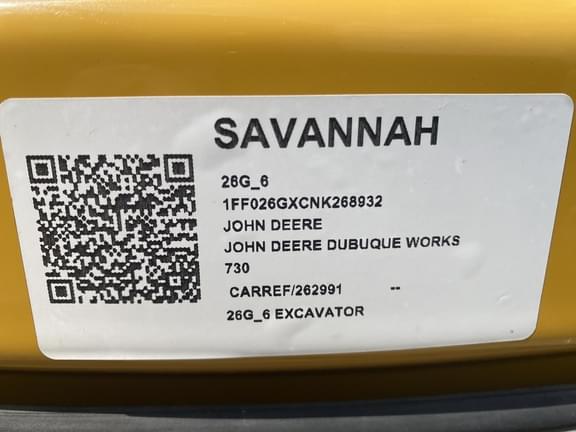 SAVANNAH
26G_6
1FF026GXCNK268932
JOHN DEERE
JOHN DEERE DUBUQUE WORKS
730
CARREF/262991 --
26G_6 EXCAVATOR